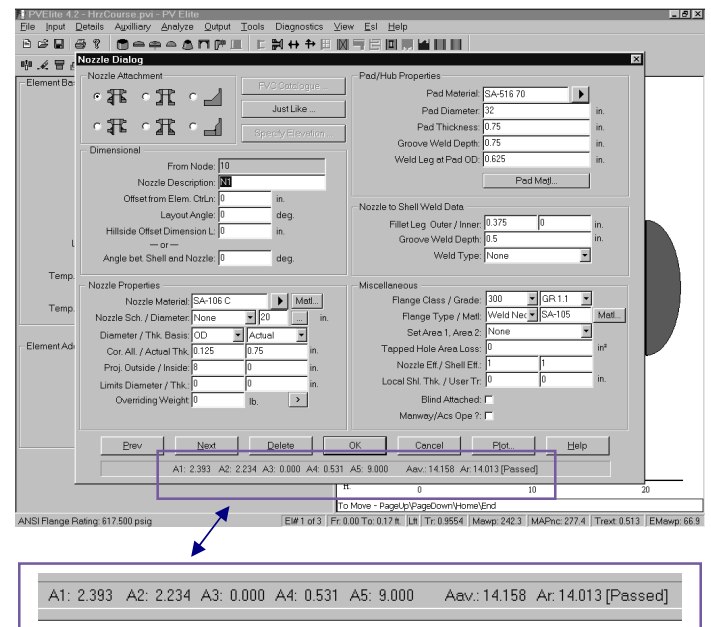 PVElite 4.2 - HrzCourse.pvi - PV Elite
File Input Details Auxilliary Analyze Output Tools Diagnostics View Esl Help
Nozzle Dialog
Element Ba
Nozzle Attachment
PVC Catalogue...
Just Like ...
Specify Elevation...
Dimensional
From Node: 10
Nozzle Description: N1
Offset from Elem. CtrLn: 0 in.
Layout Angle: 0 deg.
Hillside Offset Dimension L: 0 in.
— or —
Angle bet. Shell and Nozzle: 0 deg.
Temp.
Temp.
Element Ad
Nozzle Properties
Nozzle Material: SA-106 C Matl...
Nozzle Sch. / Diameter: None 20 ... in.
Diameter / Thk. Basis: OD Actual
Cor. All. / Actual Thk. 0.125 0.75 in.
Proj. Outside / Inside: 8 0 in.
Limits Diameter / Thk.: 0 0 in.
Overriding Weight: 0 lb. >
Pad/Hub Properties
Pad Material: SA-516 70
Pad Diameter: 32 in.
Pad Thickness: 0.75 in.
Groove Weld Depth: 0.75 in.
Weld Leg at Pad OD: 0.625 in.
Pad Matl...
Nozzle to Shell Weld Data
Fillet Leg Outer / Inner: 0.375 0 in.
Groove Weld Depth: 0.5 in.
Weld Type: None
Miscellaneous
Flange Class / Grade: 300 GR 1.1
Flange Type / Matl: Weld Nec SA-105 Matl...
Set Area 1, Area 2: None
Tapped Hole Area Loss: 0 in²
Nozzle Eff./ Shell Eff.: 1 1
Local Shl. Thk. / User Tr: 0 0 in.
Blind Attached:
Manway/Acs Ope ?:
Prev Next Delete OK Cancel Plot... Help
A1: 2.393 A2: 2.234 A3: 0.000 A4: 0.531 A5: 9.000 Aav.: 14.158 Ar: 14.013 [Passed]
ft. 0 10 20
To Move - PageUp\PageDown\Home\End
ANSI Flange Rating: 617.500 psig El# 1 of 3 Fr: 0.00 To: 0.17 ft. Lft Tr: 0.9554 Mawp: 242.3 MAPnc: 277.4 Trext: 0.513 EMawp: 66.9
A1: 2.393 A2: 2.234 A3: 0.000 A4: 0.531 A5: 9.000 Aav.: 14.158 Ar: 14.013 [Passed]